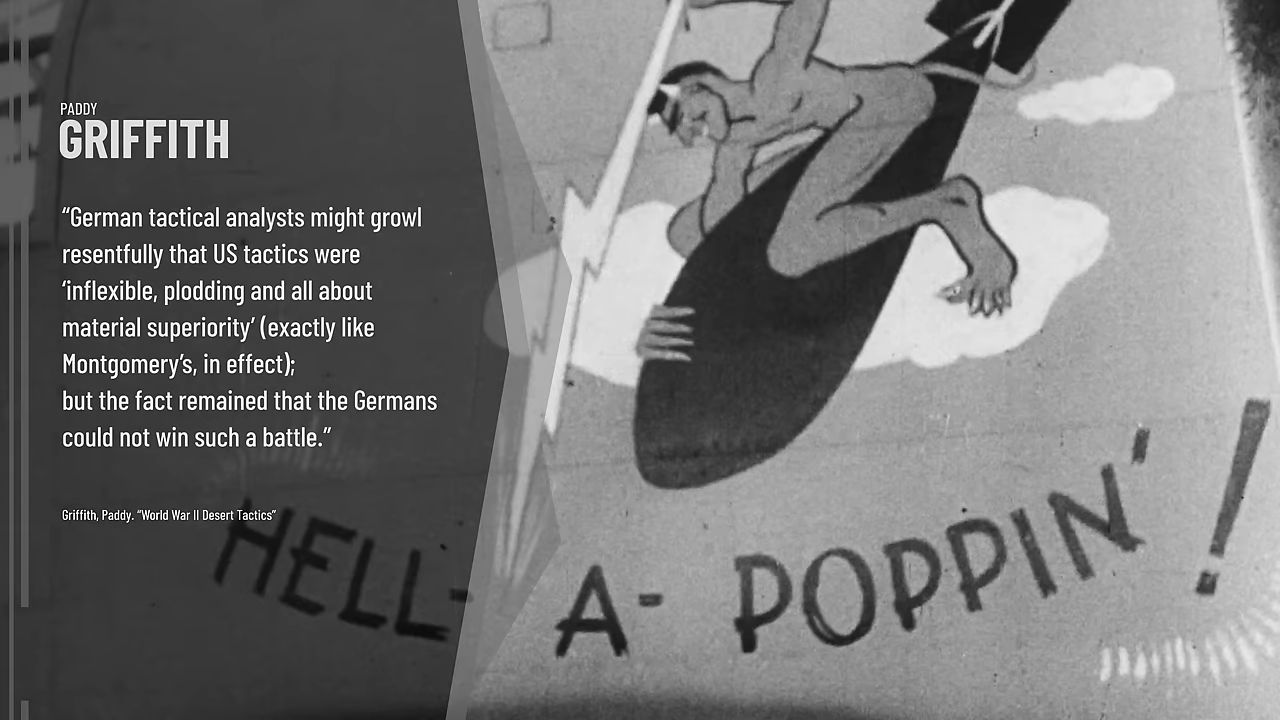 PADDY
GRIFFITH
“German tactical analysts might growl
resentfully that US tactics were
‘inflexible, plodding and all about
material superiority’ (exactly like
Montgomery’s, in effect);
but the fact remained that the Germans
could not win such a battle.”
Griffith, Paddy. “World War II Desert Tactics”
HELL- A- POPPIN' !